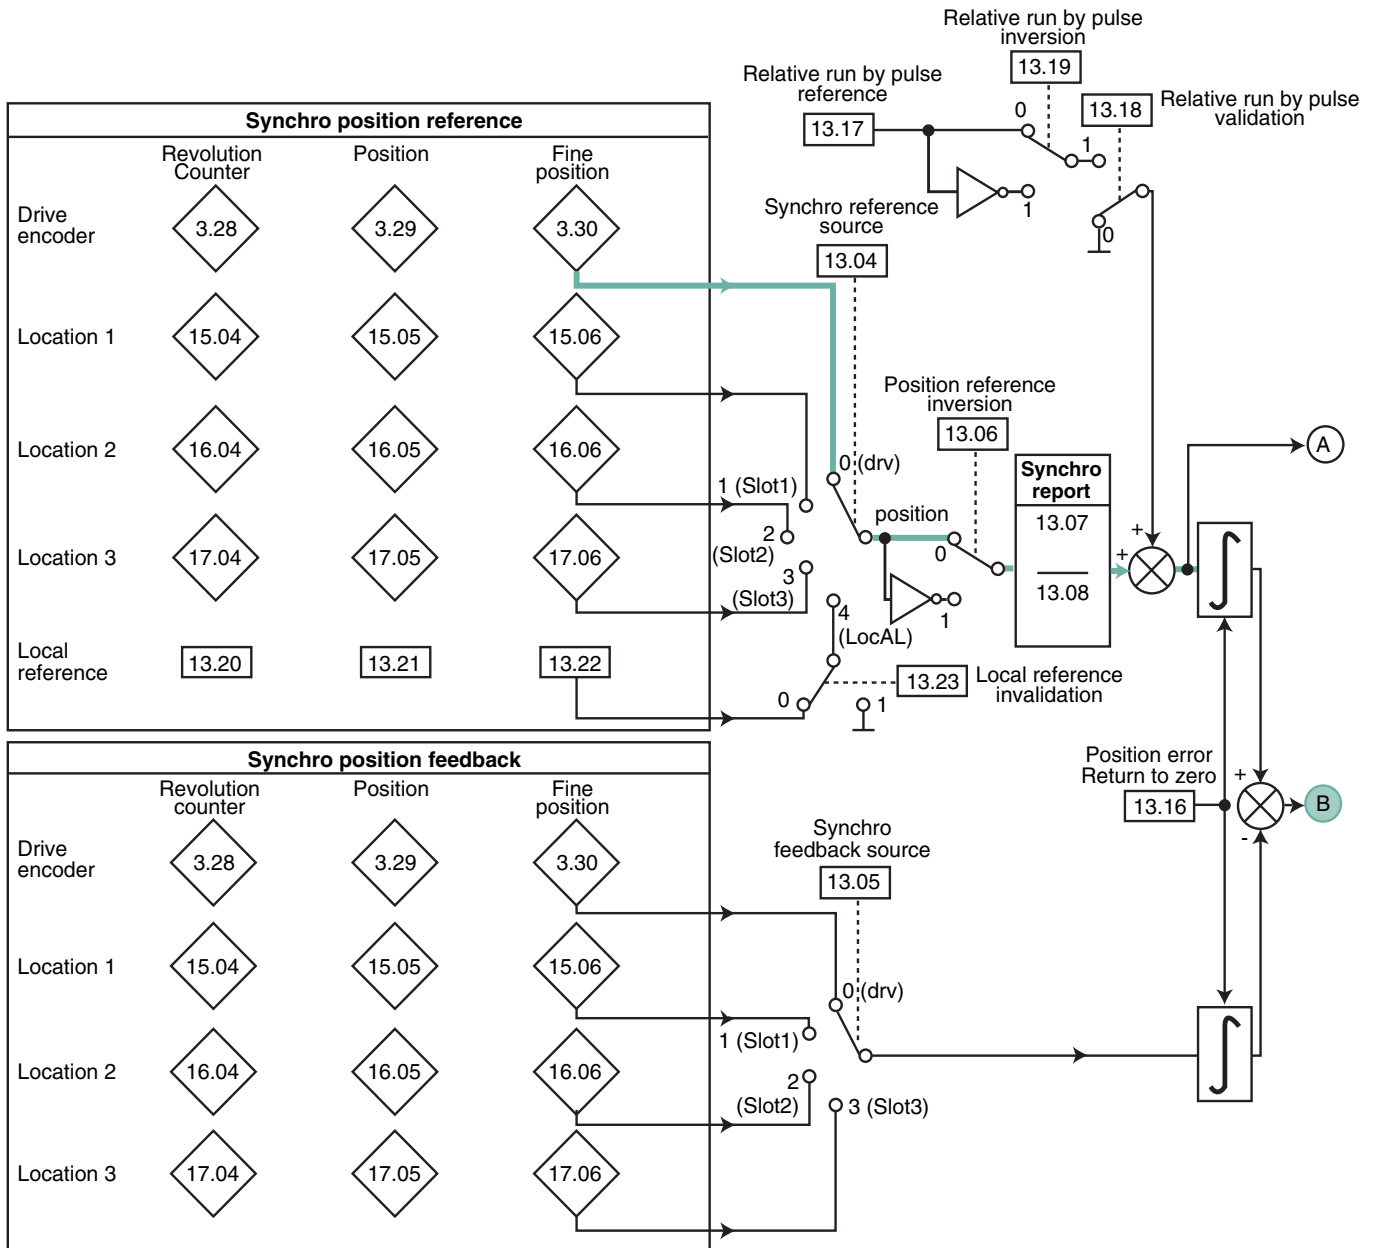 Relative run by pulse
inversion
13.19
Relative run by pulse
reference
13.17
0
13.18
Relative run by pulse
validation
1
1
0
Synchro position reference
Revolution
Counter
Position
Fine
position
Drive
encoder
3.28
3.29
3.30
Synchro reference
source
13.04
Location 1
15.04
15.05
15.06
Position reference
inversion
13.06
Location 2
16.04
16.05
16.06
1 (Slot1)
0 (drv)
position
Synchro
report
13.07
13.08
+
+
A
2
(Slot2)
0
Location 3
17.04
17.05
17.06
3
(Slot3)
1
4
(LocAL)
Local
reference
13.20
13.21
13.22
13.23
Local reference
invalidation
0
1
Synchro position feedback
Revolution
counter
Position
Fine
position
Position error
Return to zero
13.16
+
-
B
Drive
encoder
3.28
3.29
3.30
Synchro
feedback source
13.05
Location 1
15.04
15.05
15.06
0 (drv)
1 (Slot1)
Location 2
16.04
16.05
16.06
2
(Slot2)
3 (Slot3)
Location 3
17.04
17.05
17.06